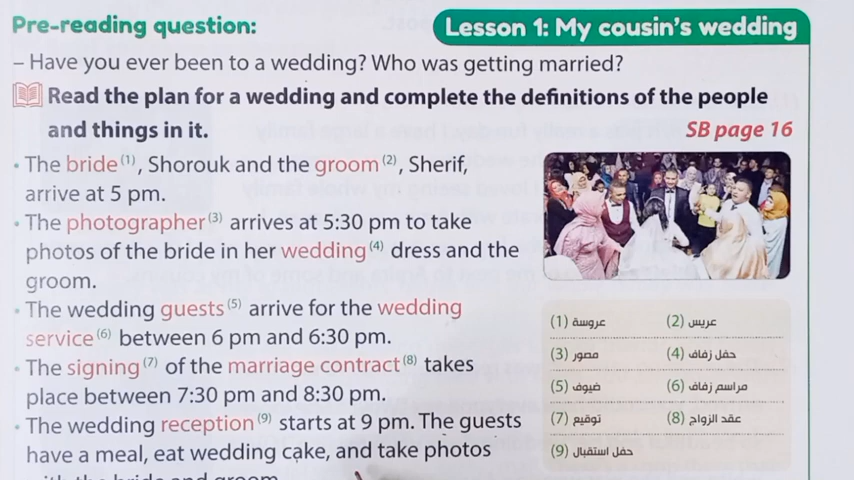 Pre-reading question:
Lesson 1: My cousin's wedding
– Have you ever been to a wedding? Who was getting married?
Read the plan for a wedding and complete the definitions of the people
and things in it.
SB page 16
• The bride(1), Shorouk and the groom(2), Sherif,
arrive at 5 pm.
• The photographer(3) arrives at 5:30 pm to take
photos of the bride in her wedding(4) dress and the
groom.
• The wedding guests(5) arrive for the wedding
service(6) between 6 pm and 6:30 pm.
• The signing(7) of the marriage contract(8) takes
place between 7:30 pm and 8:30 pm.
• The wedding reception(9) starts at 9 pm. The guests
have a meal, eat wedding cake, and take photos
with the bride and groom.
(1) عروسة
(2) عريس
(3) مصور
(4) حفل زفاف
(5) ضيوف
(6) مراسم زفاف
(7) توقيع
(8) عقد الزواج
(9) حفل استقبال